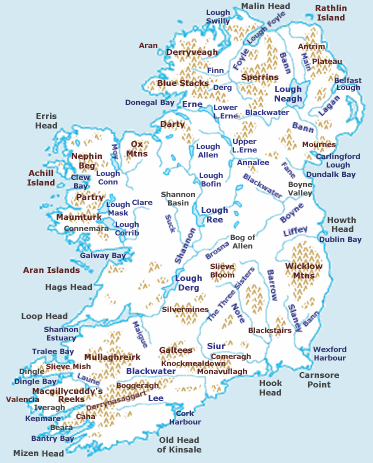 Malin Head
Lough
Swilly
Lough Foyle
Rathlin
Island
Aran
Derryveagh
Foyle
Bann
Main
Antrim
Plateau
Finn
Sperrins
Blue Stacks
Derg
Lough
Neagh
Belfast
Lough
Donegal Bay
Erne
Lower
L.Erne
Blackwater
Lagan
Erris
Head
Darty
Bann
Ox
Mtns
Moy
Upper
L.Erne
Mournes
Nephin
Beg
Lough
Allen
Annalee
Carlingford
Lough
Achill
Island
Lough
Conn
Fane
Dundalk Bay
Clew
Bay
Lough
Bofin
Blackwater
Boyne
Valley
Partry
Shannon
Basin
Lough
Mask
Clare
Maumturk
Lough
Ree
Boyne
Howth
Head
Connemara
Lough
Corrib
Suck
Liffey
Dublin Bay
Galway Bay
Shannon
Brosna
Bog of
Allen
Aran Islands
Slieve
Bloom
Wicklow
Mtns
Hags Head
Lough
Derg
The Three Sisters
Barrow
Loop Head
Silvermines
Nore
Slaney
Bann
Shannon
Estuary
Maigue
Blackstairs
Tralee Bay
Mullaghreirk
Galtees
Siur
Wexford
Harbour
Comeragh
Slieve Mish
Knockmealdown
Dingle
Laune
Blackwater
Monavullagh
Carnsore
Point
Dingle Bay
Boggeragh
Hook
Head
Macgillycuddy's
Reeks
Valencia
Derrynasaggart
Lee
Iveragh
Caha
Cork
Harbour
Kenmare
Beara
Bantry Bay
Old Head
of Kinsale
Mizen Head